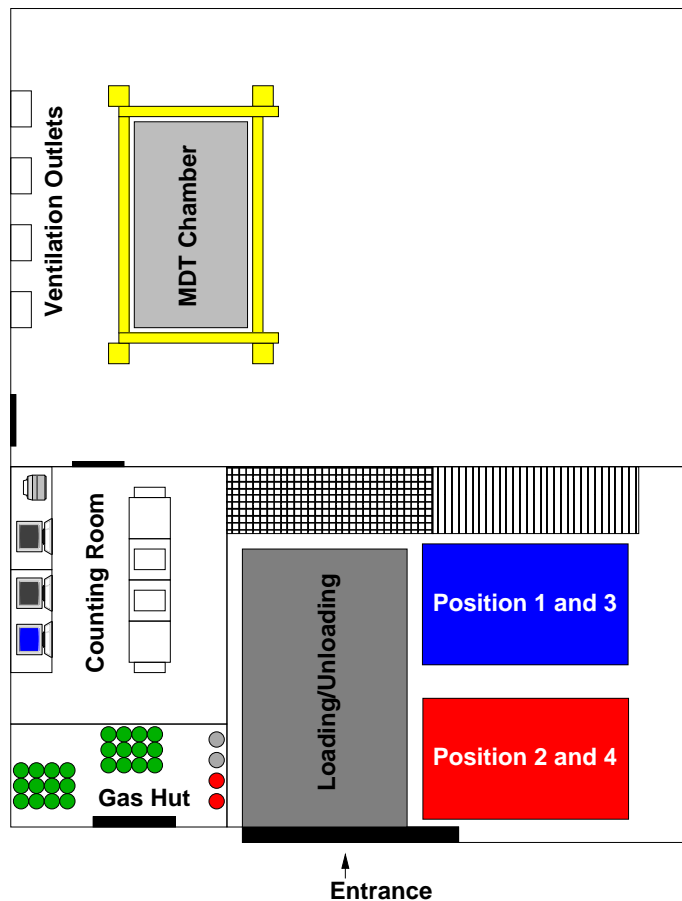 Ventilation Outlets
MDT Chamber
Counting Room
Loading/Unloading
Position 1 and 3
Position 2 and 4
Gas Hut
Entrance